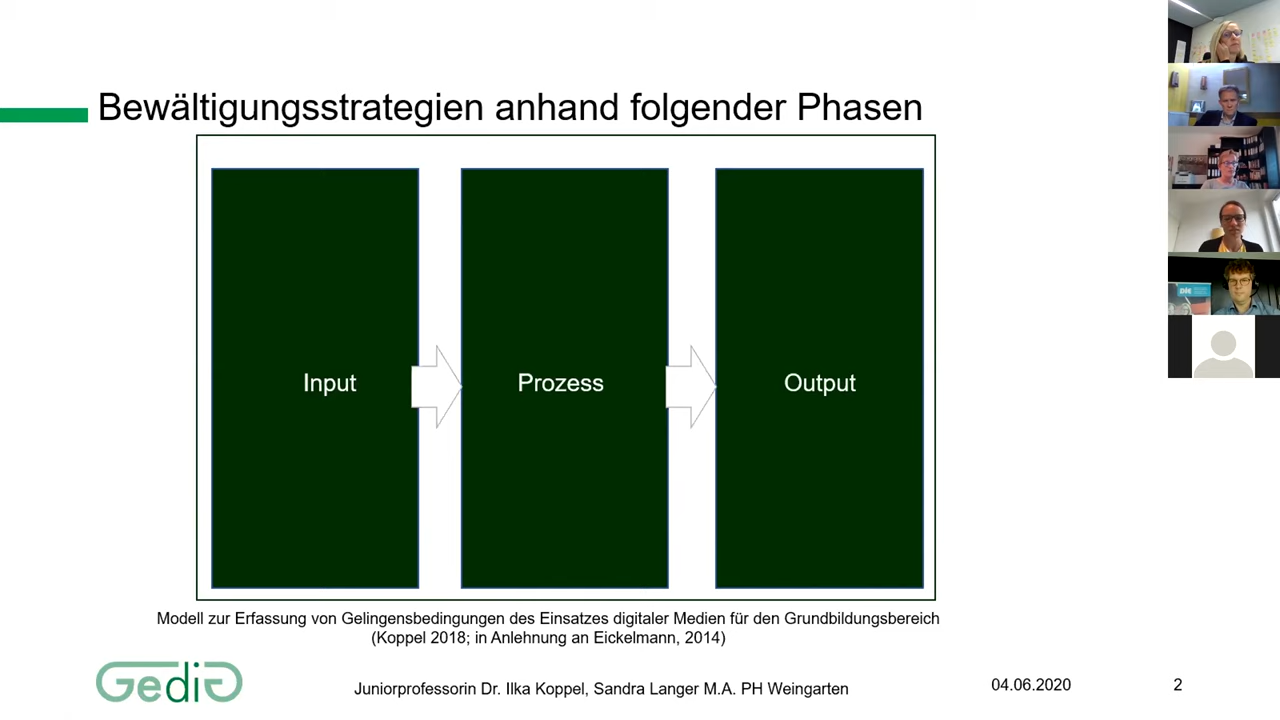 Bewältigungsstrategien anhand folgender Phasen
Input
Prozess
Output
Modell zur Erfassung von Gelingensbedingungen des Einsatzes digitaler Medien für den Grundbildungsbereich
(Koppel 2018; in Anlehnung an Eickelmann, 2014)
GediG
Juniorprofessorin Dr. Ilka Koppel, Sandra Langer M.A. PH Weingarten
04.06.2020
2
DIE